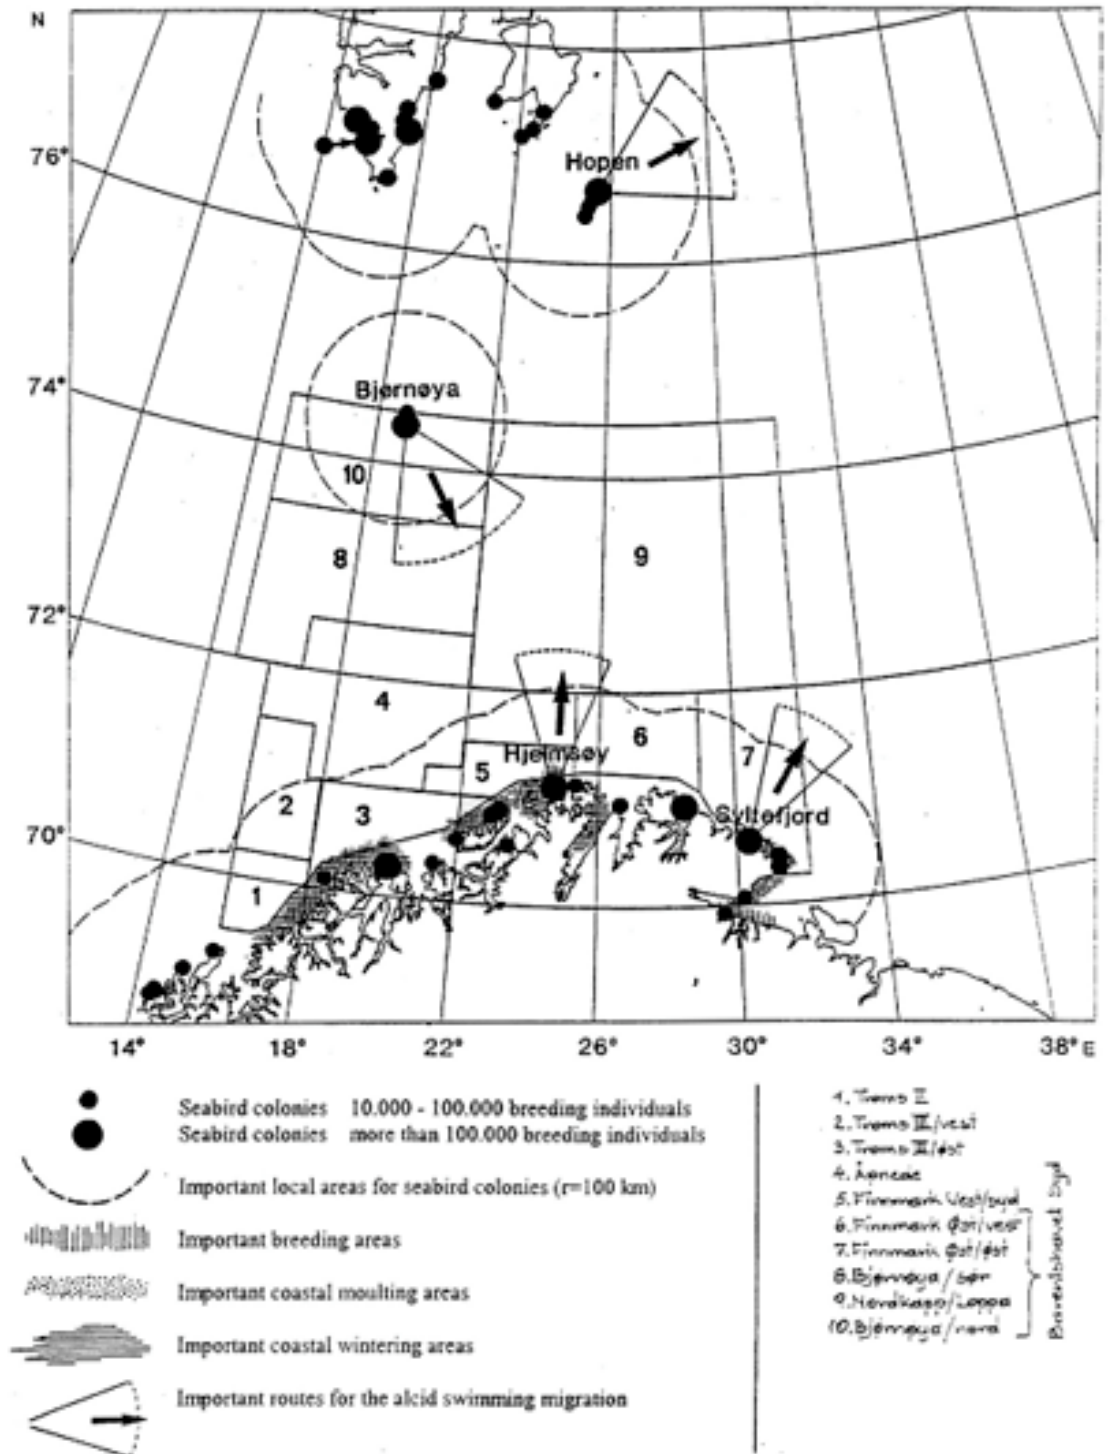 N
76°
Hopen
74°
Bjørnøya
10
8
9
72°
4
Hjelmsøy
6
5
7
2
3
Syltefjord
70°
1
14°
18°
22°
26°
30°
38° E
Seabird colonies 10.000 - 100.000 breeding individuals
Seabird colonies more than 100.000 breeding individuals
Important local areas for seabird colonies (r=100 km)
Important breeding areas
Important coastal moulting areas
Important coastal wintering areas
Important routes for the alcid swimming migration
1. Troms II
2. Troms III/vest
3. Troms III/øst
4. Åpnede
5. Finnmark Vest/syd
6. Finnmark Øst/vest
7. Finnmark Øst/øst
8. Bjørnøya/sør
9. Nordkapp/Loppa
10. Bjørnøya/nord
Barentshavet Syd